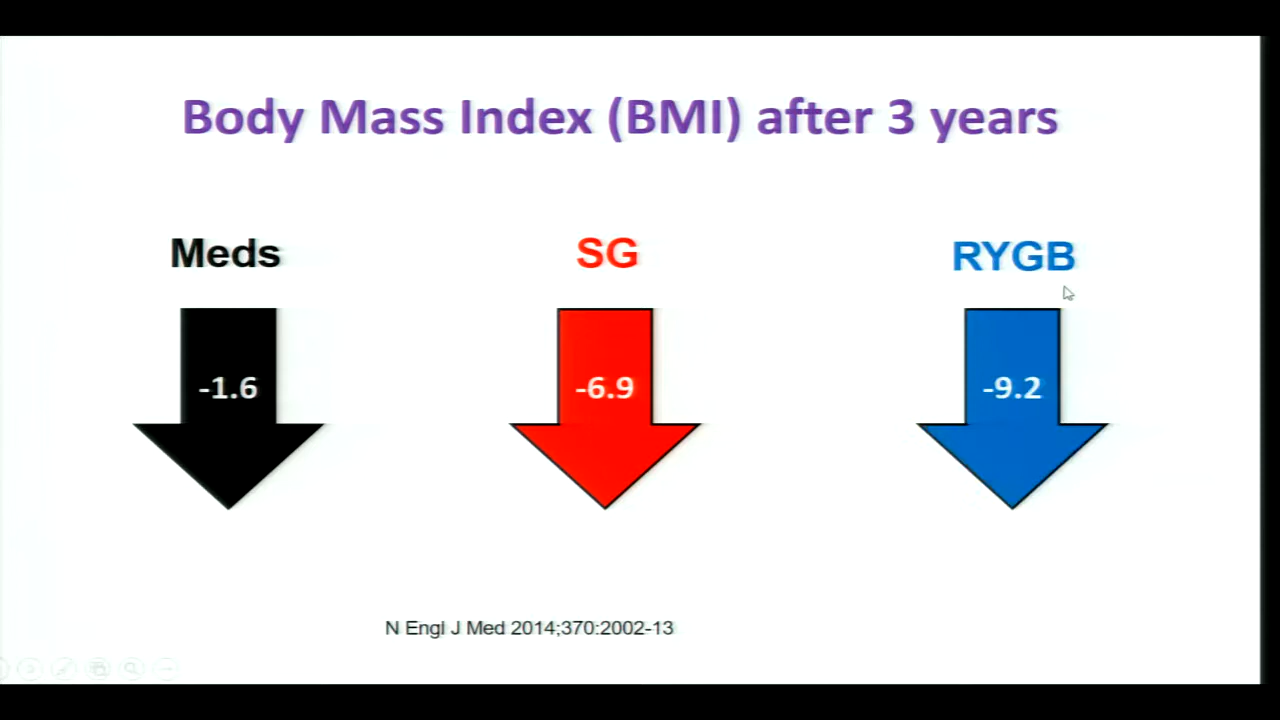 Body Mass Index (BMI) after 3 years
Meds
SG
RYGB
-1.6
-6.9
-9.2
N Engl J Med 2014;370:2002-13